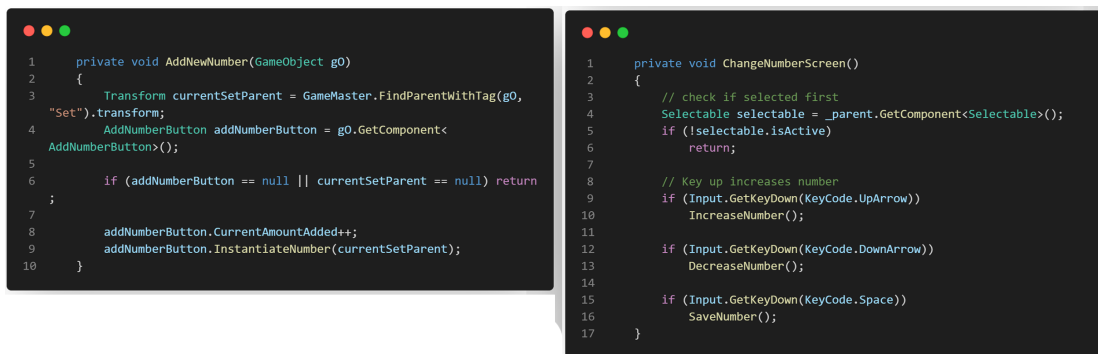 1 private void AddNewNumber(GameObject gO)
2 {
3 Transform currentSetParent = GameMaster.FindParentWithTag(gO,
"Set").transform;
4 AddNumberButton addNumberButton = gO.GetComponent<
AddNumberButton>();
5
6 if (addNumberButton == null || currentSetParent == null) return
;
7
8 addNumberButton.CurrentAmountAdded++;
9 addNumberButton.InstantiateNumber(currentSetParent);
10 }
1 private void ChangeNumberScreen()
2 {
3 // check if selected first
4 Selectable selectable = _parent.GetComponent<Selectable>();
5 if (!selectable.isActive)
6 return;
7
8 // Key up increases number
9 if (Input.GetKeyDown(KeyCode.UpArrow))
10 IncreaseNumber();
11
12 if (Input.GetKeyDown(KeyCode.DownArrow))
13 DecreaseNumber();
14
15 if (Input.GetKeyDown(KeyCode.Space))
16 SaveNumber();
17 }